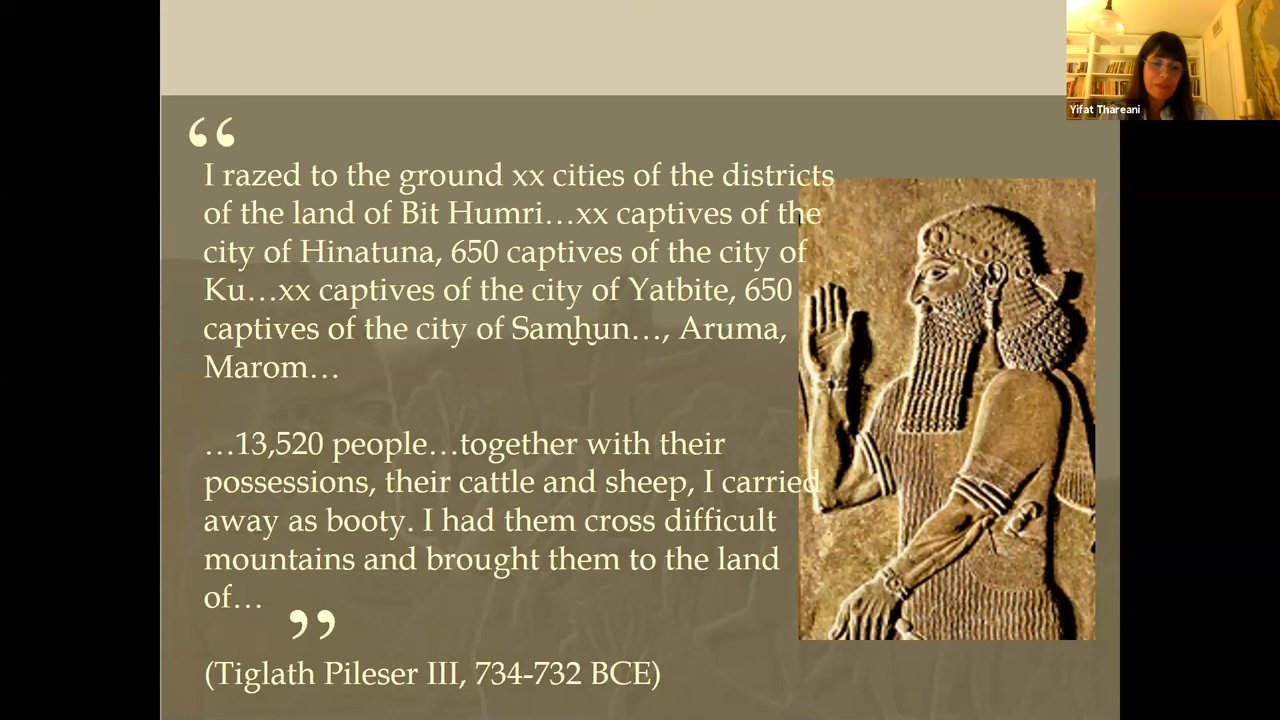 Yifat Thareani
“
I razed to the ground xx cities of the districts
of the land of Bit Humri…xx captives of the
city of Hinatuna, 650 captives of the city of
Ku…xx captives of the city of Yatbite, 650
captives of the city of Samḫun…, Aruma,
Marom…
…13,520 people…together with their
possessions, their cattle and sheep, I carried
away as booty. I had them cross difficult
mountains and brought them to the land
of…
”
(Tiglath Pileser III, 734-732 BCE)